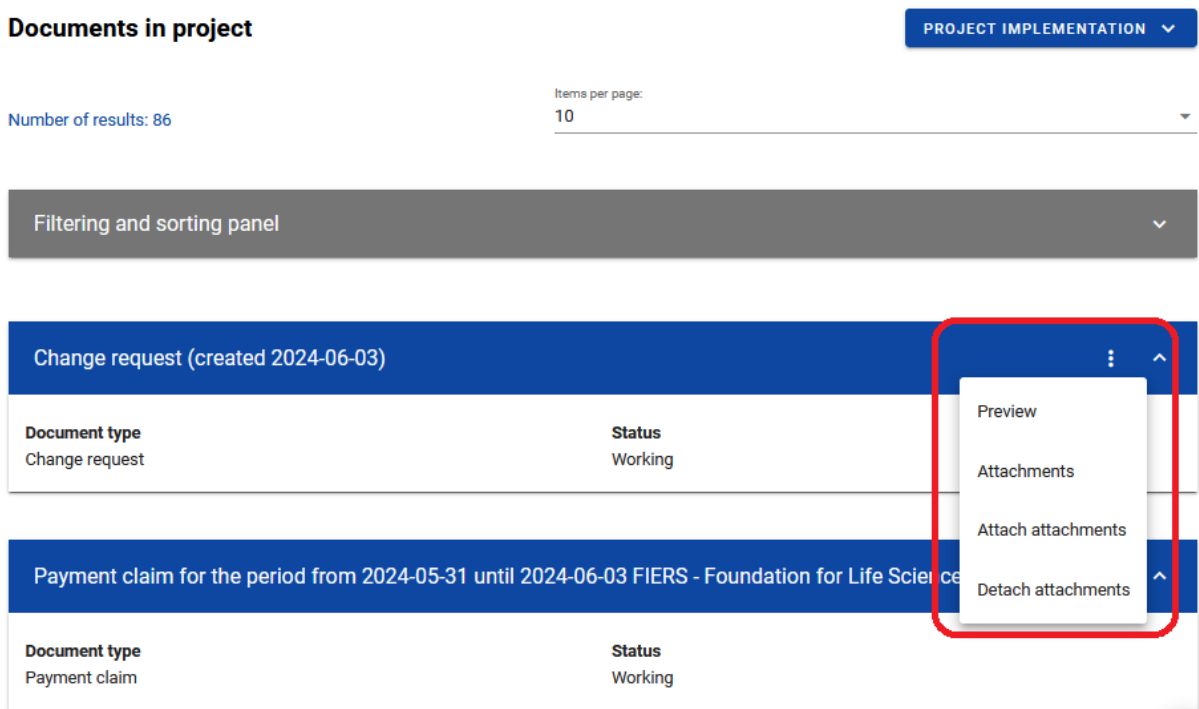 Documents in project
PROJECT IMPLEMENTATION
Items per page:
Number of results: 86
10
Filtering and sorting panel
Change request (created 2024-06-03)
Preview
Document type
Status
Change request
Working
Attachments
Attach attachments
Payment claim for the period from 2024-05-31 until 2024-06-03 FIERS - Foundation for Life Science
Detach attachments
Document type
Status
Payment claim
Working